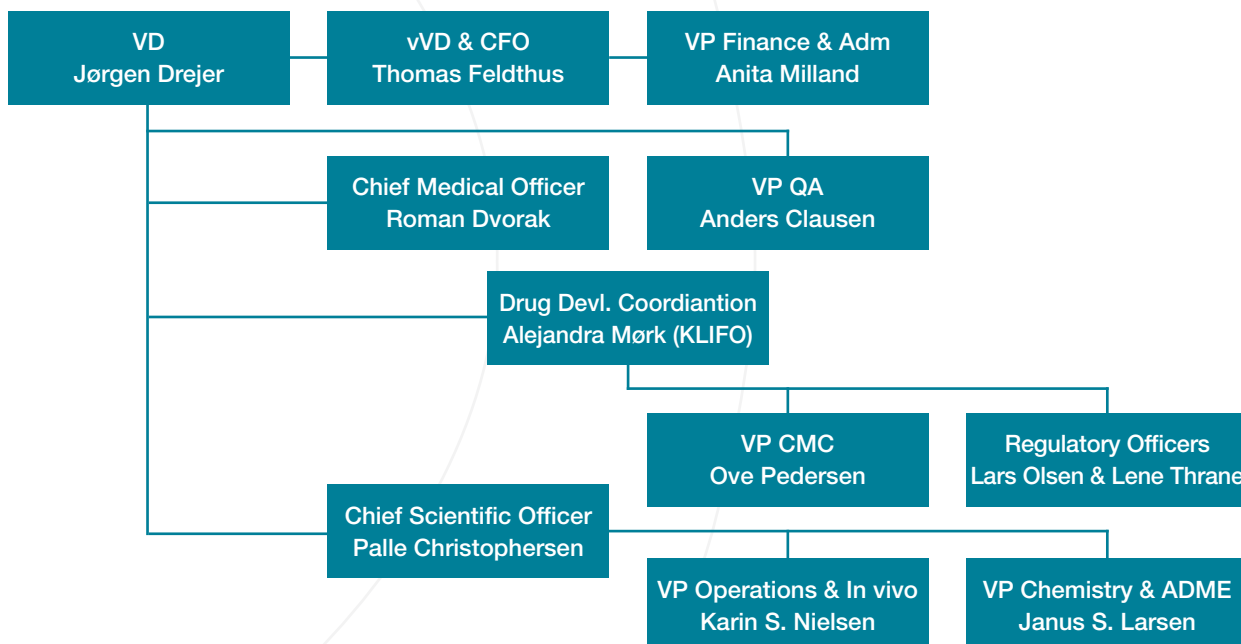 VD
Jørgen Drejer
vVD & CFO
Thomas Feldthus
VP Finance & Adm
Anita Milland
Chief Medical Officer
Roman Dvorak
VP QA
Anders Clausen
Drug Devl. Coordiantion
Alejandra Mørk (KLIFO)
VP CMC
Ove Pedersen
Regulatory Officers
Lars Olsen & Lene Thrane
Chief Scientific Officer
Palle Christophersen
VP Operations & In vivo
Karin S. Nielsen
VP Chemistry & ADME
Janus S. Larsen